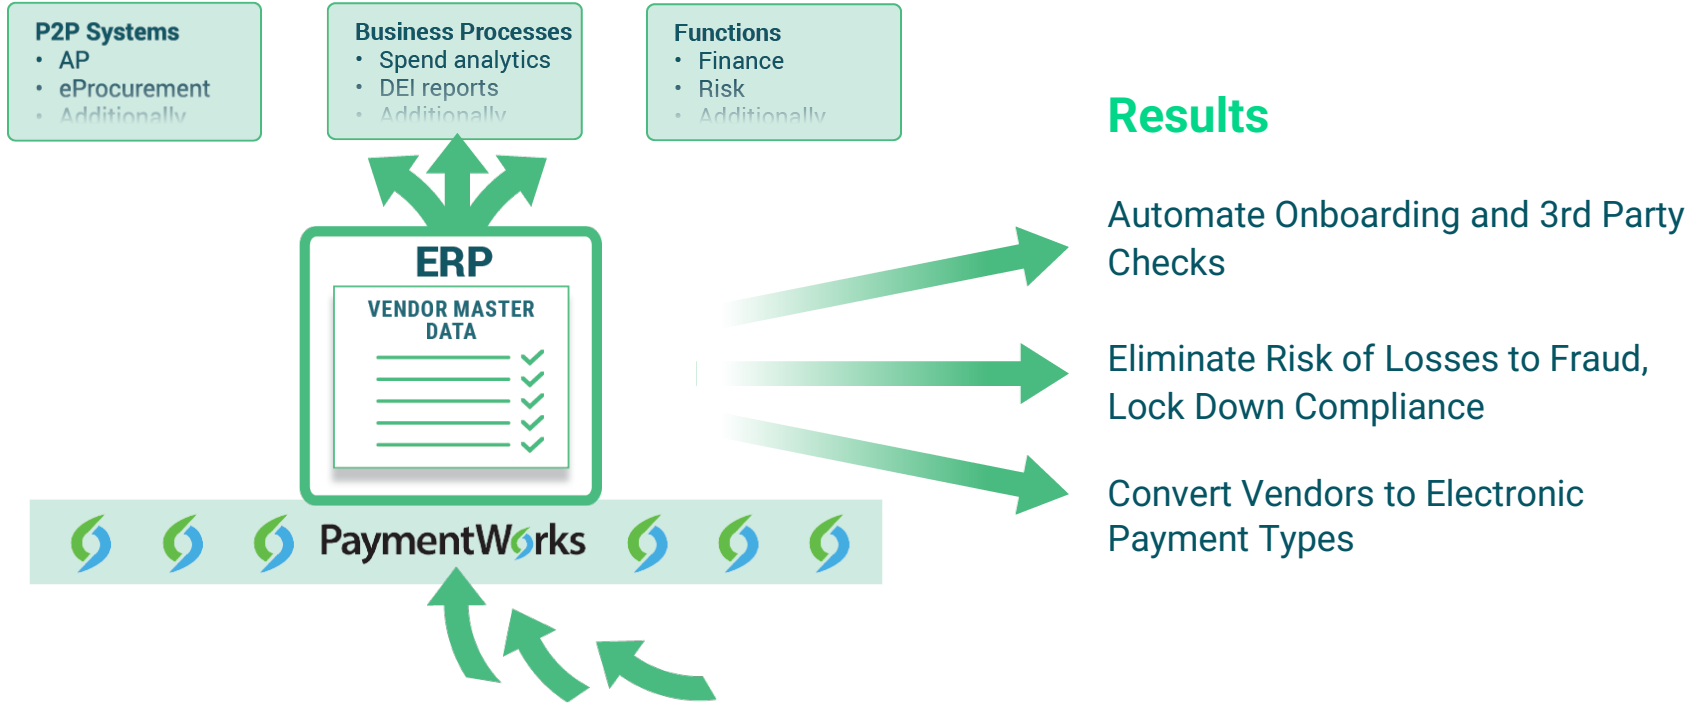 P2P Systems
• AP
• eProcurement
• Additionally
Business Processes
• Spend analytics
• DEI reports
• Additionally
Functions
• Finance
• Risk
• Additionally
ERP
VENDOR MASTER
DATA
PaymentWorks
Results
Automate Onboarding and 3rd Party
Checks
Eliminate Risk of Losses to Fraud,
Lock Down Compliance
Convert Vendors to Electronic
Payment Types